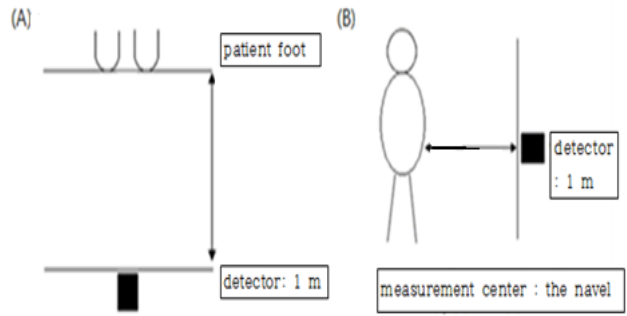 (A)
patient foot
detector: 1 m
(B)
detector
: 1 m
measurement center : the navel